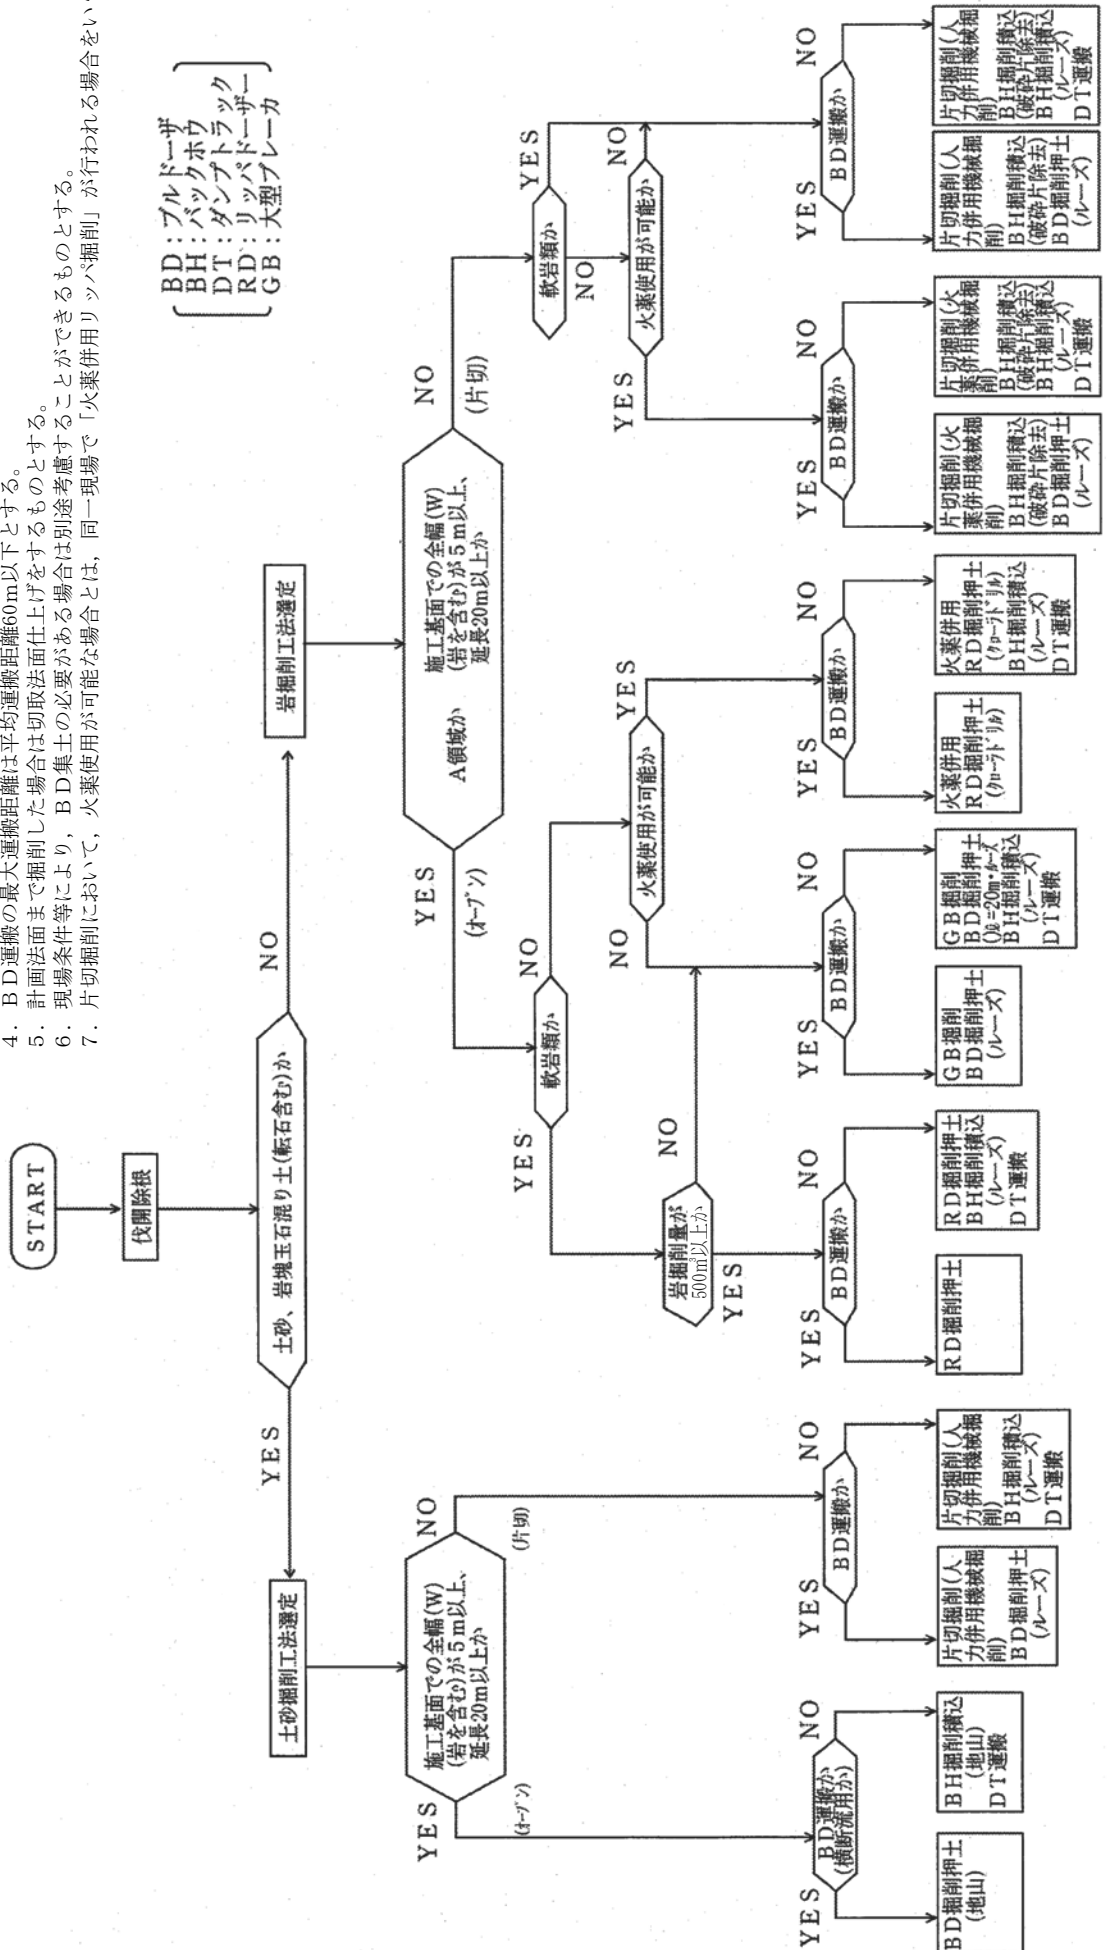 4．ＢＤ運搬の最大運搬距離は平均運搬距離60m以下とする。
5．計画法面まで掘削した場合は切取法面仕上げをするものとする。
6．現場条件等により，ＢＤ集土の必要がある場合は別途考慮することができるものとする。
7．片切掘削において，火薬使用が可能な場合とは，同一現場で「火薬併用リッパ掘削」が行われる場合をい
BD：ブルドーザ
BH：バックホウ
DT：ダンプトラック
RD：リッパドーザー
GB：大型ブレーカ
START
伐開除根
土砂、岩塊玉石混り土(転石含む)か
YES
NO
土砂掘削工法選定
岩掘削工法選定
施工基面での全幅(W)
(岩を含む)が５m以上、
延長20m以上か
YES
(オープン)
NO
(片切)
A領域か
施工基面での全幅(W)
(岩を含む)が５m以上、
延長20m以上か
YES
(オープン)
NO
(片切)
軟岩類か
YES
NO
軟岩類か
YES
NO
岩掘削量が
500m³以上か
YES
NO
火薬使用が可能か
NO
YES
火薬使用が可能か
YES
NO
BD運搬か
(横断流用か)
YES
NO
BD運搬か
YES
NO
BD運搬か
YES
NO
BD運搬か
YES
NO
BD運搬か
YES
NO
BD運搬か
YES
NO
BD運搬か
YES
NO
BD掘削押土
(地山)
BH掘削積込
(地山)
DT運搬
片切掘削(人
力併用機械掘
削)
BD掘削押土
(ルーズ)
片切掘削(人
力併用機械掘
削)
BH掘削積込
(ルーズ)
DT運搬
RD掘削押土
RD掘削押土
BH掘削積込
(ルーズ)
DT運搬
GB掘削
BD掘削押土
(ルーズ)
GB掘削
BD掘削押土
=20m・ルーズ
BH掘削積込
(ルーズ)
DT運搬
火薬併用
RD掘削押土
(クローラドリル)
火薬併用
RD掘削押土
(クローラドリル)
BH掘削積込
(ルーズ)
DT運搬
片切掘削(火
薬併用機械掘
削)
BH掘削積込
(破砕片除去)
BD掘削押土
(ルーズ)
片切掘削(火
薬併用機械掘
削)
BH掘削積込
(破砕片除去)
BH掘削積込
(ルーズ)
DT運搬
片切掘削(人
力併用機械掘
削)
BH掘削積込
(破砕片除去)
BD掘削押土
(ルーズ)
片切掘削(人
力併用機械掘
削)
BH掘削積込
(破砕片除去)
BH掘削積込
(ルーズ)
DT運搬